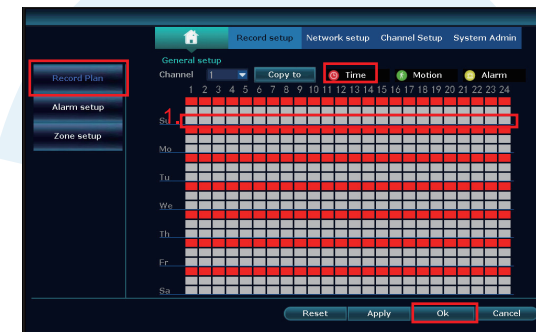 Record setup Network setup Channel Setup System Admin
General setup
Channel 1 Copy to Time Motion Alarm
1 2 3 4 5 6 7 8 9 10 11 12 13 14 15 16 17 18 19 20 21 22 23 24
Record Plan
Alarm setup
Zone setup
1.
Su
Mo
Tu
We
Th
Fr
Sa
Reset Apply Ok Cancel